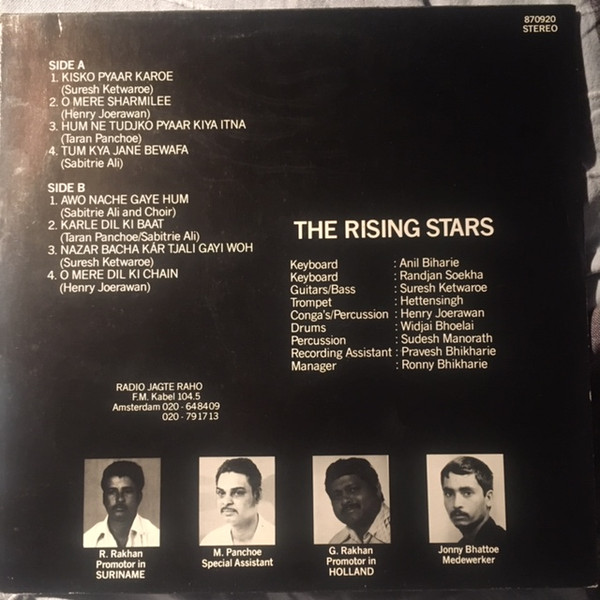 870920
STEREO
SIDE A
1. KISKO PYAAR KAROE
(Suresh Ketwaroe)
2. O MERE SHARMILEE
(Henry Joerawan)
3. HUM NE TUDJKO PYAAR KIYA ITNA
(Taran Panchoe)
4. TUM KYA JANE BEWAFA
(Sabitrie Ali)
SIDE B
1. AWO NACHE GAYE HUM
(Sabitrie Ali and Choir)
2. KARLE DIL KI BAAT
(Taran Panchoe/Sabitrie Ali)
3. NAZAR BACHA KAR TJALI GAYI WOH
(Suresh Ketwaroe)
4. O MERE DIL KI CHAIN
(Henry Joerawan)
THE RISING STARS
Keyboard : Anil Biharie
Keyboard : Randjan Soekha
Guitars/Bass : Suresh Ketwaroe
Trompet : Hettensingh
Conga's/Percussion : Henry Joerawan
Drums : Widjai Bhoelai
Percussion : Sudesh Manorath
Recording Assistant : Pravesh Bhikharie
Manager : Ronny Bhikharie
RADIO JAGTE RAHO
F.M. Kabel 104.5
Amsterdam 020 - 648409
020 - 791713
R. Rakhan
Promotor in
SURINAME
M. Panchoe
Special Assistant
G. Rakhan
Promotor in
HOLLAND
Jonny Bhattoe
Medewerker